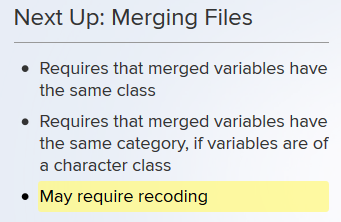 Next Up: Merging Files
• Requires that merged variables have
the same class
• Requires that merged variables have
the same category, if variables are of
a character class
• May require recoding